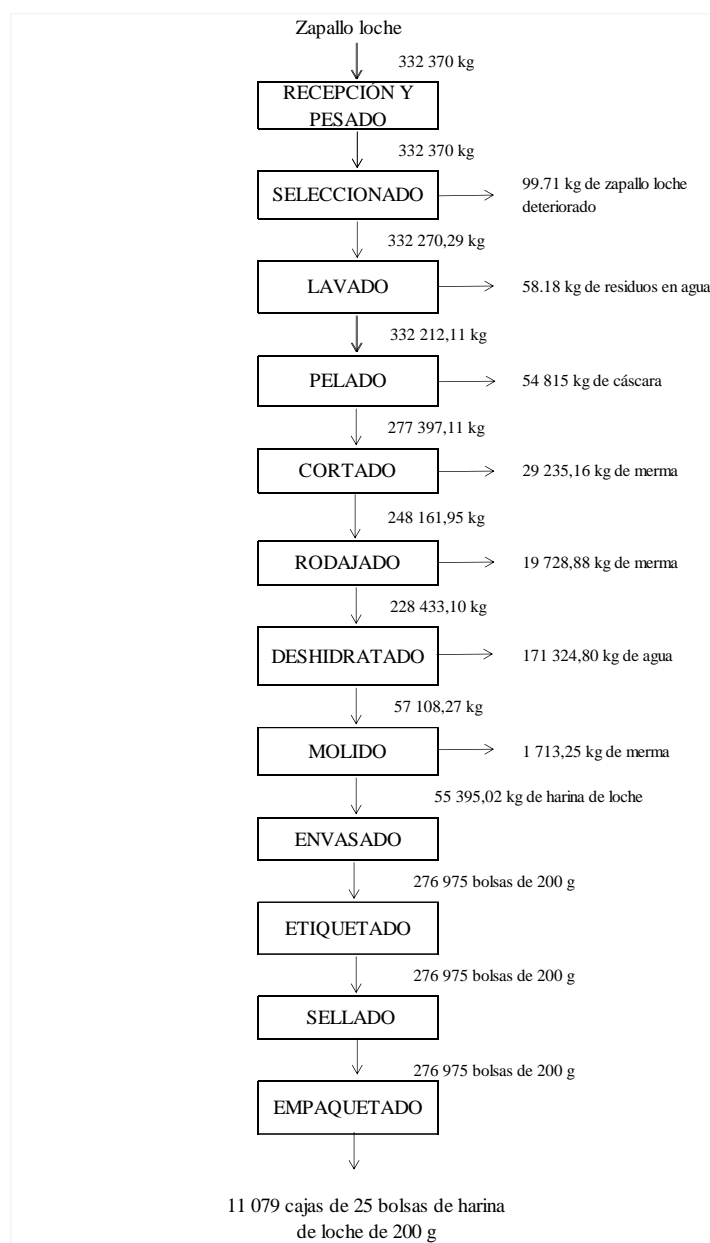 Zapallo loche
332 370 kg
RECEPCIÓN Y
PESADO
332 370 kg
SELECCIONADO
99.71 kg de zapallo loche
deteriorado
332 270,29 kg
LAVADO
58.18 kg de residuos en agua
332 212,11 kg
PELADO
54 815 kg de cáscara
277 397,11 kg
CORTADO
29 235,16 kg de merma
248 161,95 kg
RODAJADO
19 728,88 kg de merma
228 433,10 kg
DESHIDRATADO
171 324,80 kg de agua
57 108,27 kg
MOLIDO
1 713,25 kg de merma
55 395,02 kg de harina de loche
ENVASADO
276 975 bolsas de 200 g
ETIQUETADO
276 975 bolsas de 200 g
SELLADO
276 975 bolsas de 200 g
EMPAQUETADO
11 079 cajas de 25 bolsas de harina
de loche de 200 g